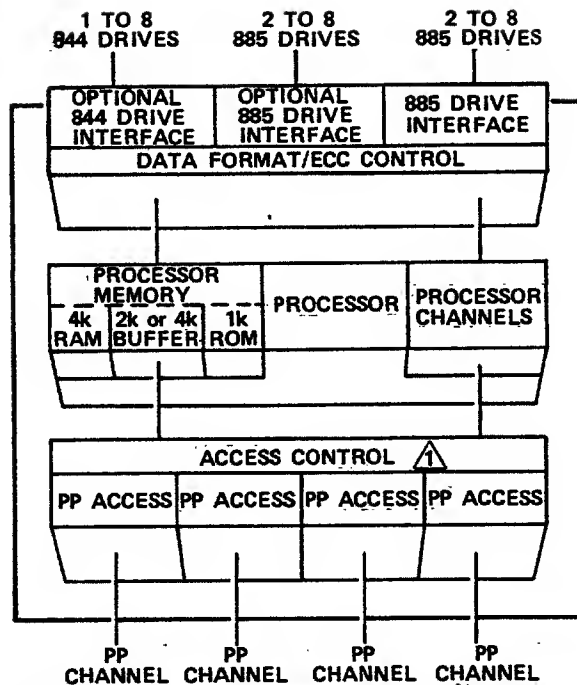 1 TO 8
844 DRIVES
2 TO 8
885 DRIVES
2 TO 8
885 DRIVES
OPTIONAL
844 DRIVE
INTERFACE
OPTIONAL
885 DRIVE
INTERFACE
885 DRIVE
INTERFACE
DATA FORMAT/ECC CONTROL
PROCESSOR
MEMORY
4k
RAM
2k or 4k
BUFFER
1k
ROM
PROCESSOR
PROCESSOR
CHANNELS
ACCESS CONTROL 1
PP ACCESS
PP ACCESS
PP ACCESS
PP ACCESS
PP
CHANNEL
PP
CHANNEL
PP
CHANNEL
PP
CHANNEL